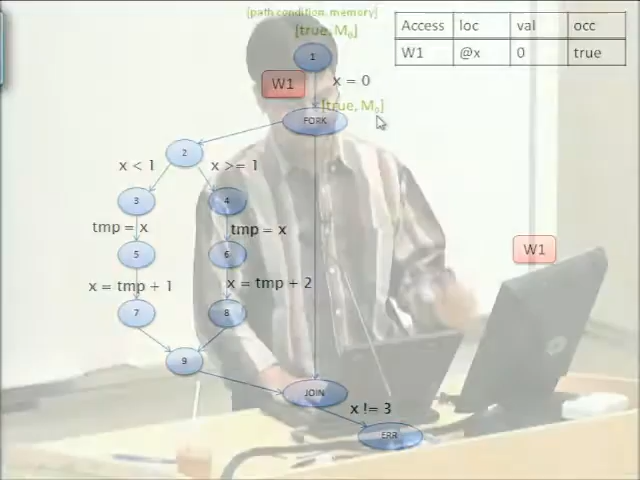 [path condition, memory]
[true, M₀]
1
W1
x = 0
[true, M₀]
FORK
2
x < 1
x >= 1
3
4
tmp = x
tmp = x
5
6
x = tmp + 1
x = tmp + 2
7
8
9
JOIN
x != 3
ERR
Access loc val occ
W1 @x 0 true
W1